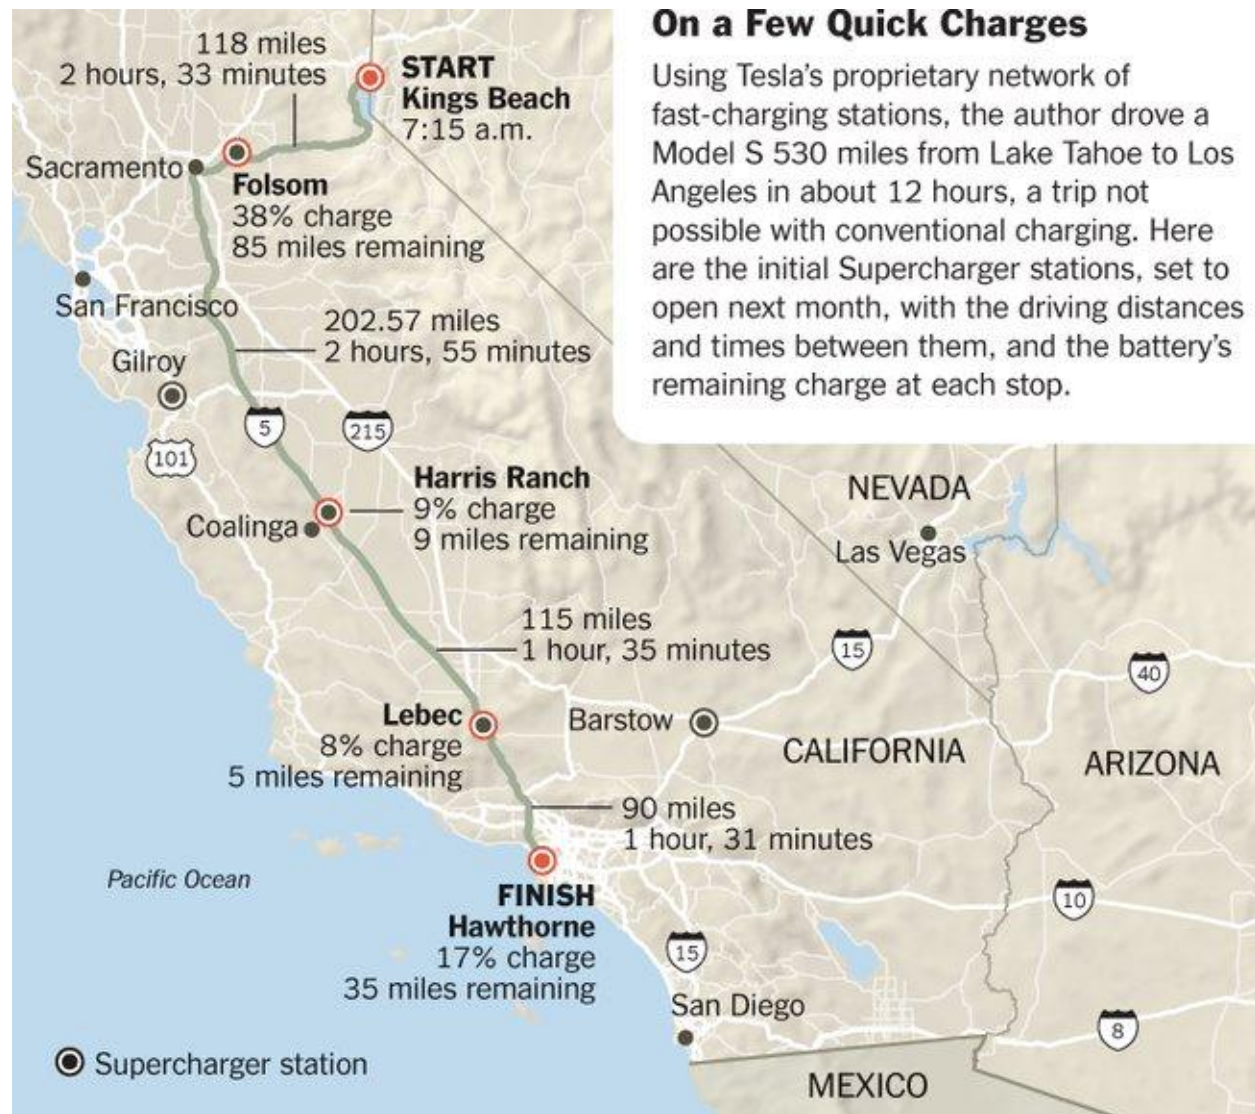 On a Few Quick Charges
Using Tesla's proprietary network of
fast-charging stations, the author drove a
Model S 530 miles from Lake Tahoe to Los
Angeles in about 12 hours, a trip not
possible with conventional charging. Here
are the initial Supercharger stations, set to
open next month, with the driving distances
and times between them, and the battery's
remaining charge at each stop.
118 miles
2 hours, 33 minutes
START
Kings Beach
7:15 a.m.
Sacramento
Folsom
38% charge
85 miles remaining
San Francisco
202.57 miles
2 hours, 55 minutes
Gilroy
5
215
101
Harris Ranch
9% charge
9 miles remaining
Coalinga
NEVADA
Las Vegas
115 miles
1 hour, 35 minutes
15
40
Lebec
8% charge
5 miles remaining
Barstow
CALIFORNIA
ARIZONA
90 miles
1 hour, 31 minutes
Pacific Ocean
FINISH
Hawthorne
17% charge
35 miles remaining
10
15
San Diego
8
Supercharger station
MEXICO